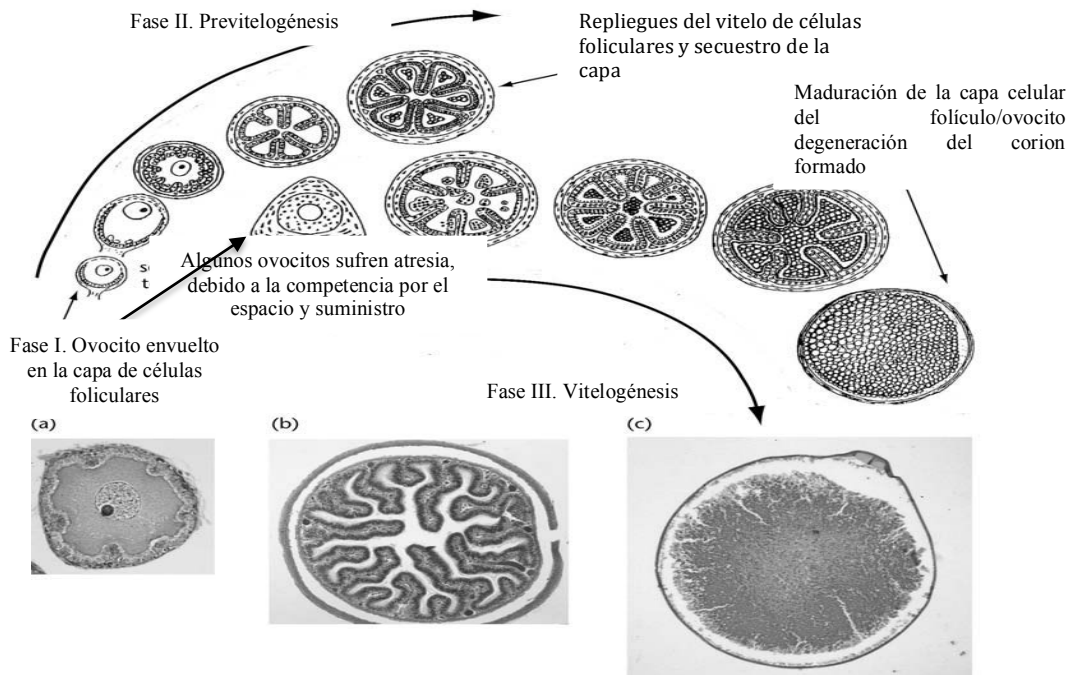 Fase II. Previtelogénesis
Repliegues del vitelo de células
foliculares y secuestro de la
capa
Maduración de la capa celular
del folículo/ovocito
degeneración del corion
formado
s
t
Algunos ovocitos sufren atresia,
debido a la competencia por el
espacio y suministro
Fase I. Ovocito envuelto
en la capa de células
foliculares
Fase III. Vitelogénesis
(a)
(b)
(c)